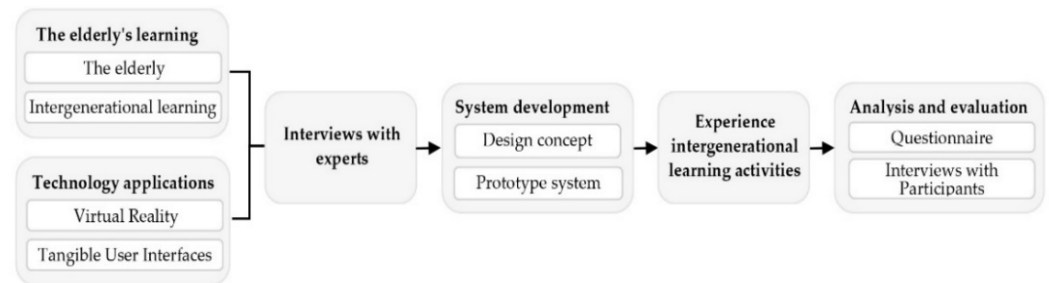 The elderly's learning
The elderly
Intergenerational learning
Technology applications
Virtual Reality
Tangible User Interfaces
Interviews with
experts
System development
Design concept
Prototype system
Experience
intergenerational
learning activities
Analysis and evaluation
Questionnaire
Interviews with
Participants